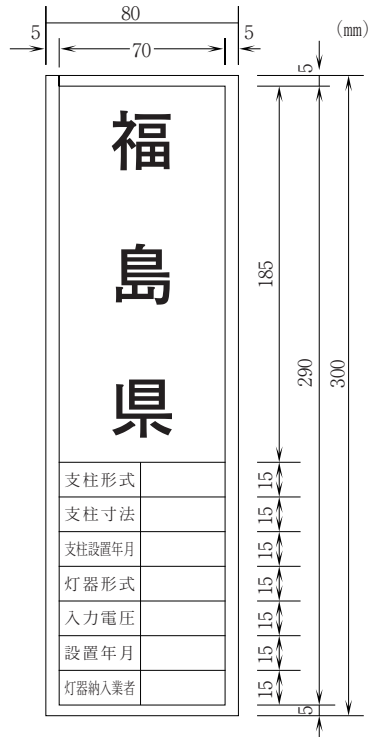 80
5
70
5
(mm)
5
福
島
県
185
290
300
支柱形式
15
支柱寸法
15
支柱設置年月
15
灯器形式
15
入力電圧
15
設置年月
15
灯器納入業者
15
5